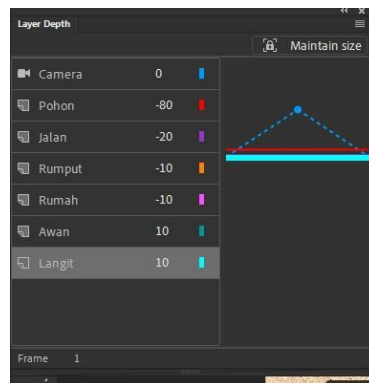 Layer Depth
Maintain size
Camera 0
Pohon -80
Jalan -20
Rumput -10
Rumah -10
Awan 10
Langit 10
Frame 1